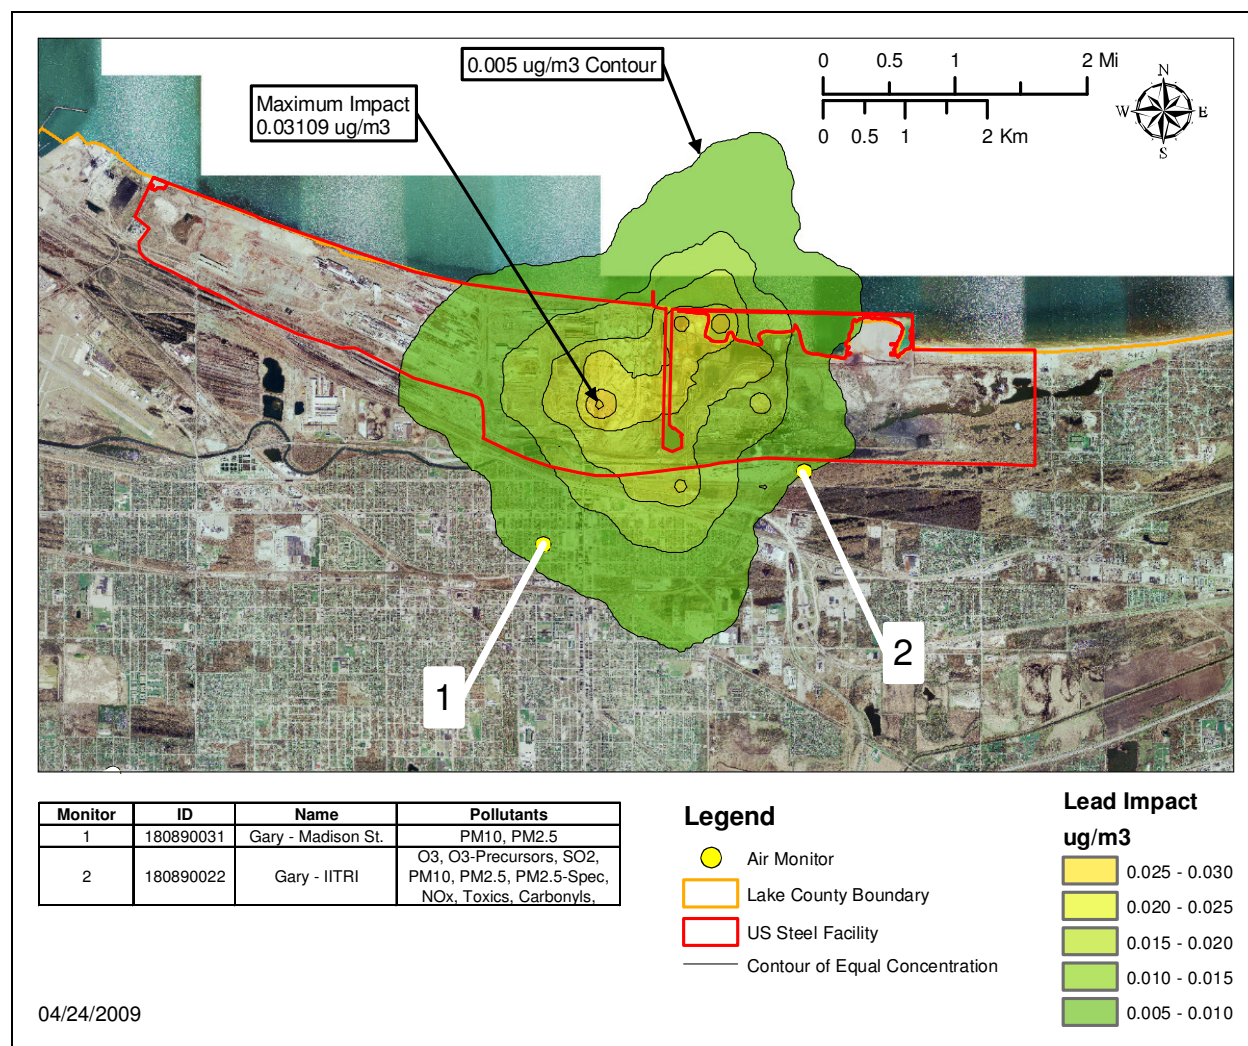 0.005 ug/m3 Contour
Maximum Impact
0.03109 ug/m3
0 0.5 1 2 Mi
0 0.5 1 2 Km
N
W E
S
1
2
Monitor ID Name Pollutants
1 180890031 Gary - Madison St. PM10, PM2.5
2 180890022 Gary - IITRI O3, O3-Precursors, SO2,
PM10, PM2.5, PM2.5-Spec,
NOx, Toxics, Carbonyls,
Legend
Air Monitor
Lake County Boundary
US Steel Facility
Contour of Equal Concentration
Lead Impact
ug/m3
0.025 - 0.030
0.020 - 0.025
0.015 - 0.020
0.010 - 0.015
0.005 - 0.010
04/24/2009